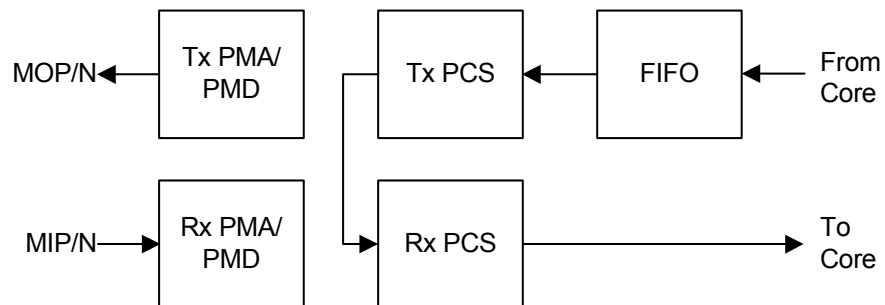 MOP/N
Tx PMA/
PMD
Tx PCS
FIFO
From
Core
MIP/N
Rx PMA/
PMD
Rx PCS
To
Core